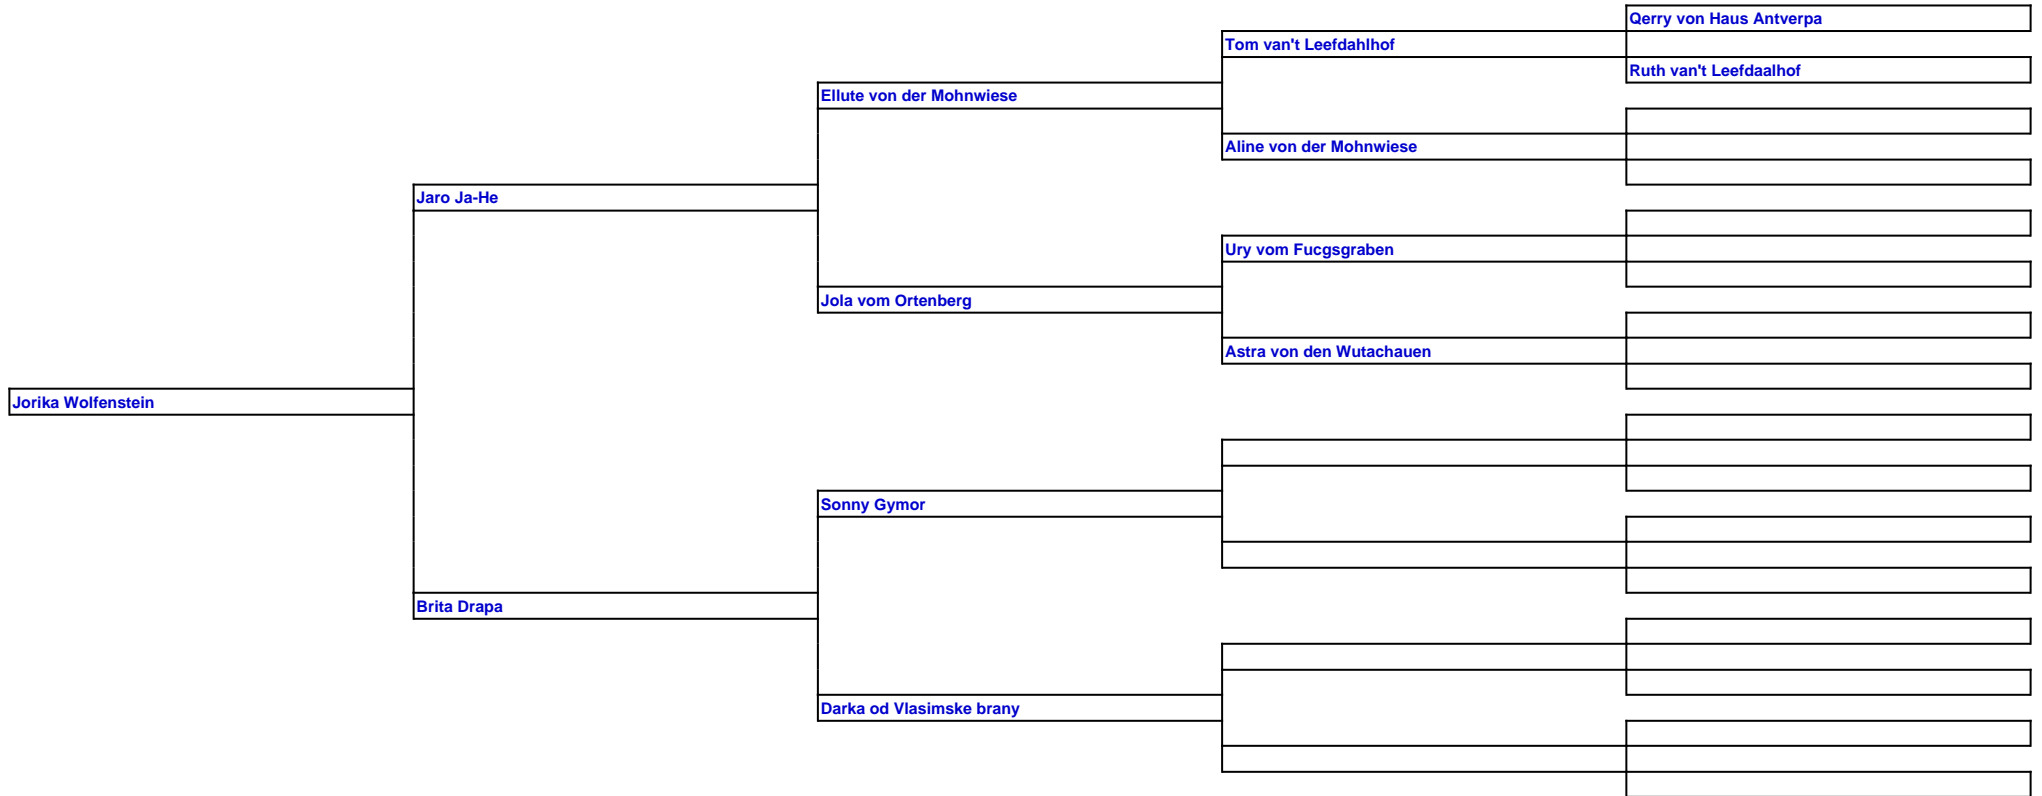 Qerry von Haus Antverpa
Tom van't Leefdahlhof
Ruth van't Leefdaalhof
Ellute von der Mohnwiese
Aline von der Mohnwiese
Jaro Ja-He
Ury vom Fucgsgraben
Jola vom Ortenberg
Astra von den Wutachauen
Jorika Wolfenstein
Sonny Gymor
Brita Drapa
Darka od Vlasimske brany